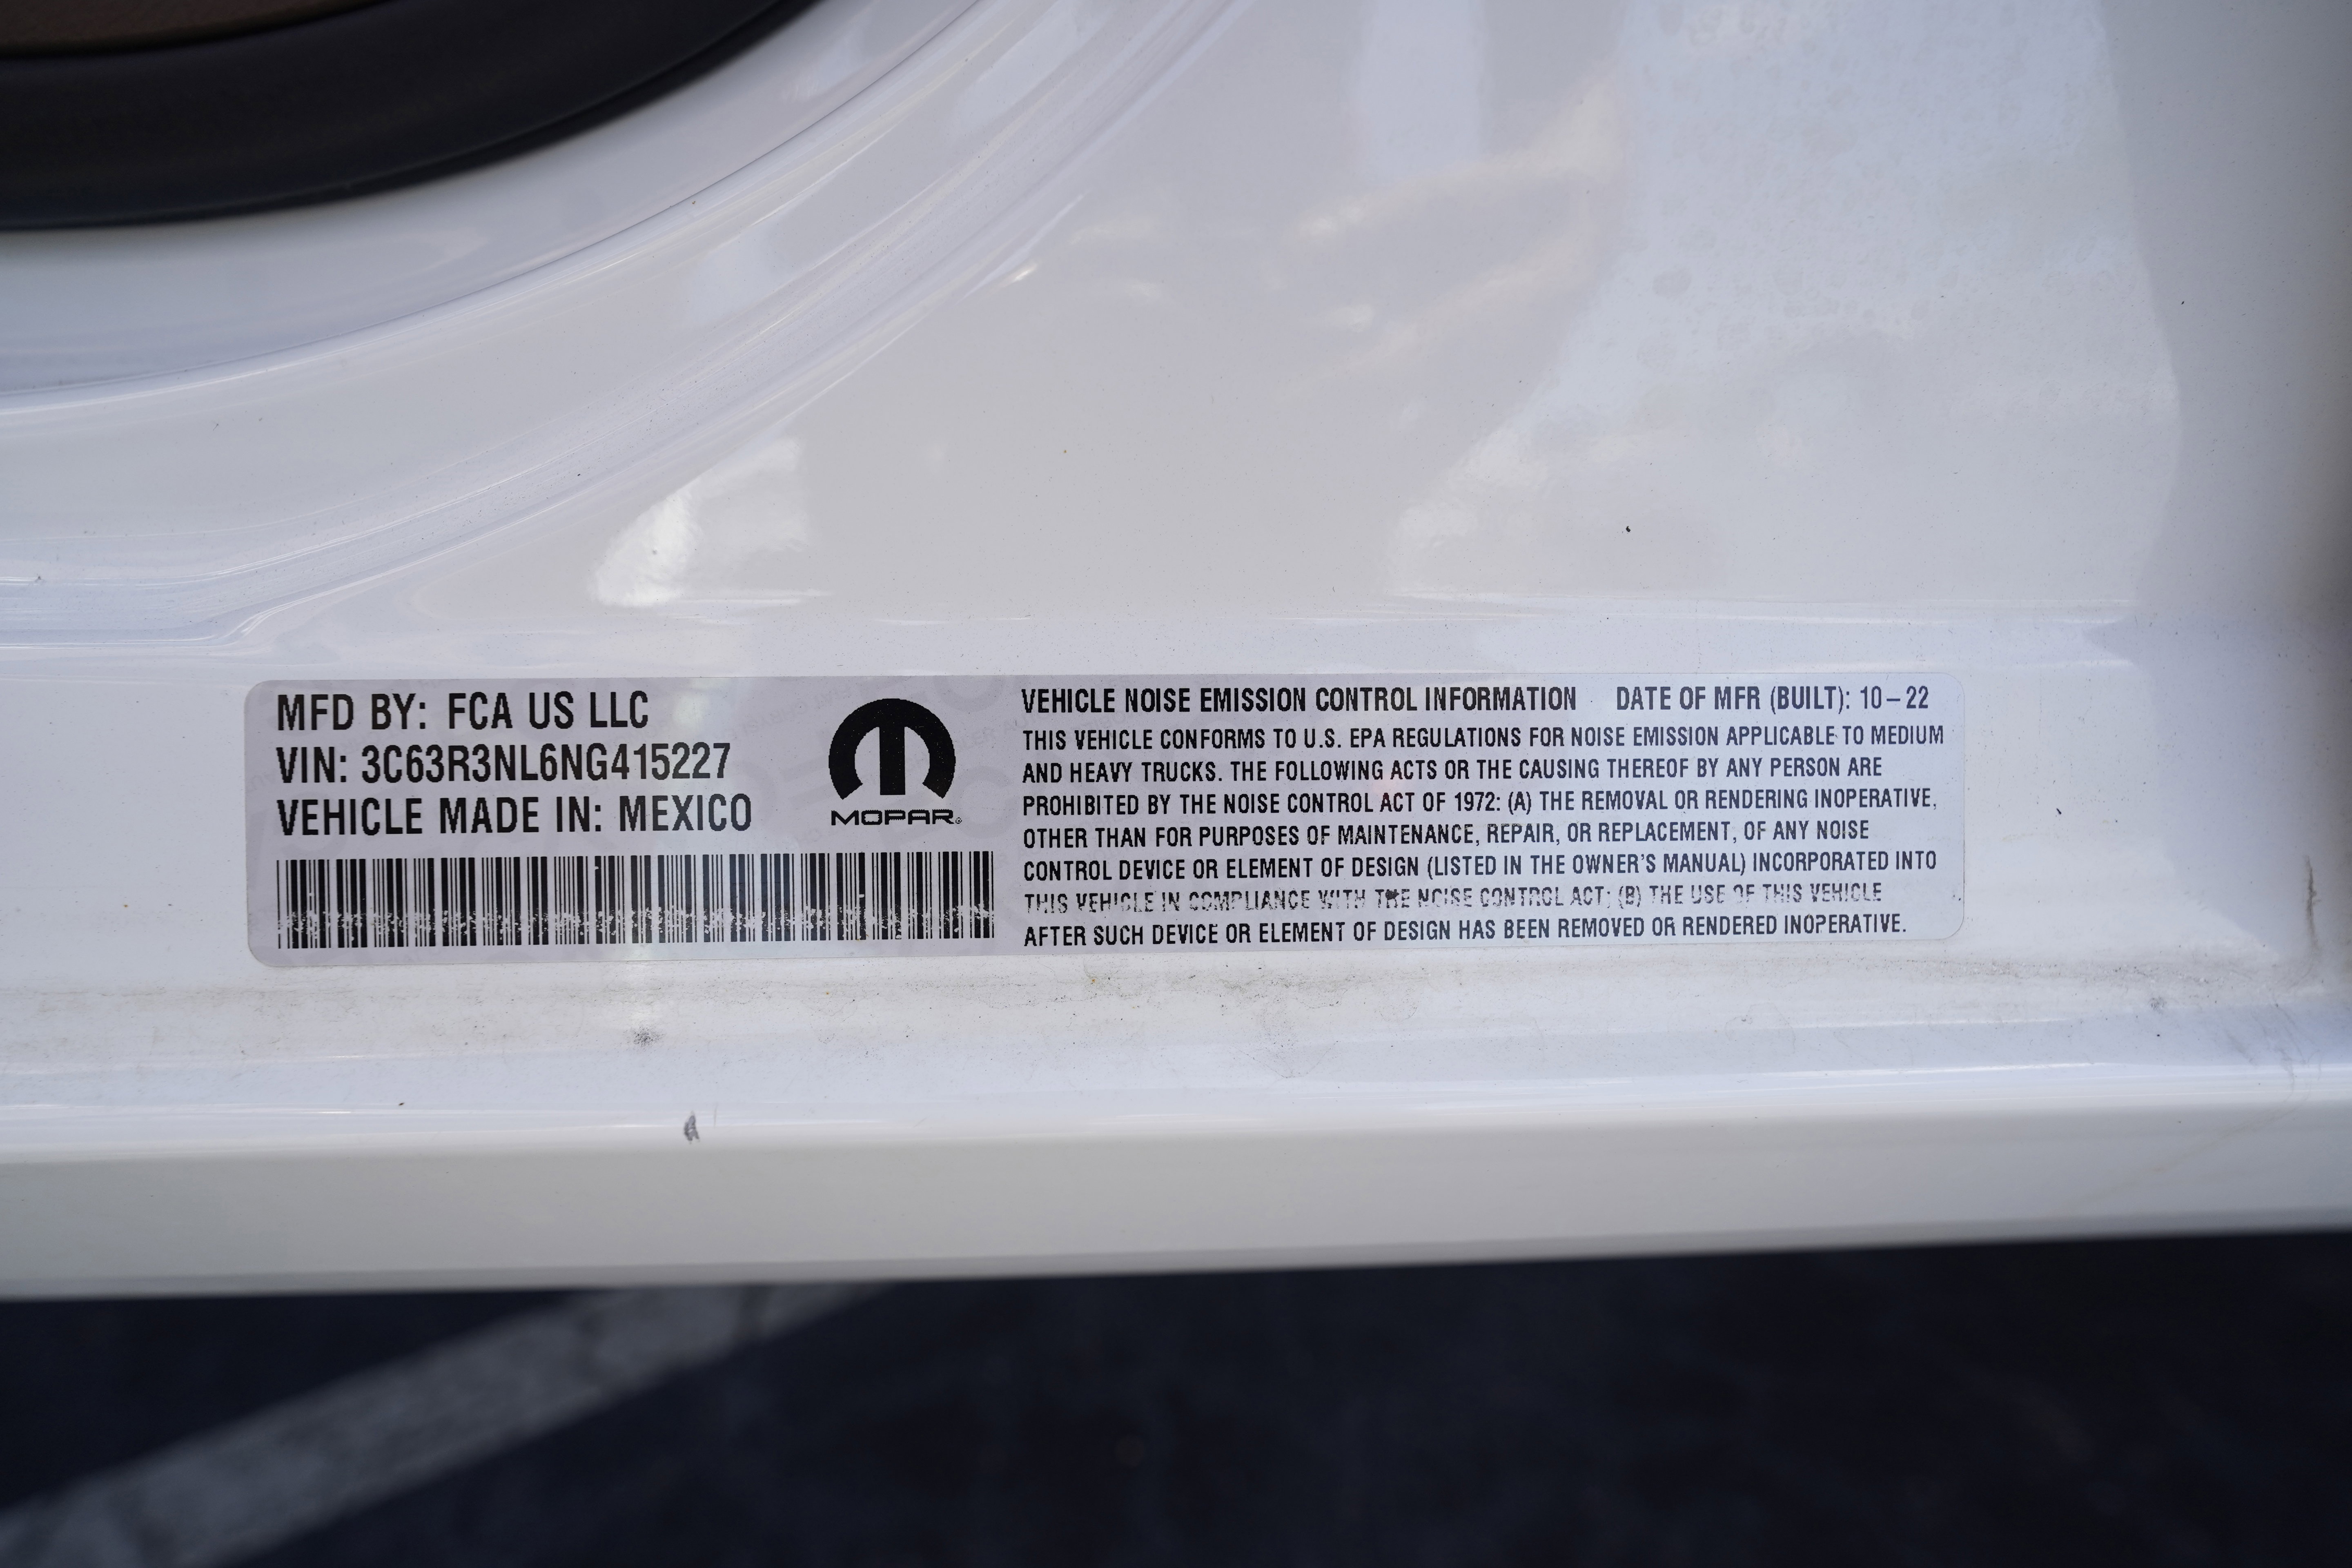 MFD BY: FCA US LLC
VIN: 3C63R3NL6NG415227
VEHICLE MADE IN: MEXICO
MOPAR®
VEHICLE NOISE EMISSION CONTROL INFORMATION DATE OF MFR (BUILT): 10-22
THIS VEHICLE CONFORMS TO U.S. EPA REGULATIONS FOR NOISE EMISSION APPLICABLE TO MEDIUM
AND HEAVY TRUCKS. THE FOLLOWING ACTS OR THE CAUSING THEREOF BY ANY PERSON ARE
PROHIBITED BY THE NOISE CONTROL ACT OF 1972: (A) THE REMOVAL OR RENDERING INOPERATIVE,
OTHER THAN FOR PURPOSES OF MAINTENANCE, REPAIR, OR REPLACEMENT, OF ANY NOISE
CONTROL DEVICE OR ELEMENT OF DESIGN (LISTED IN THE OWNER'S MANUAL) INCORPORATED INTO
THIS VEHICLE IN COMPLIANCE WITH THE NOISE CONTROL ACT; (B) THE USE OF THIS VEHICLE
AFTER SUCH DEVICE OR ELEMENT OF DESIGN HAS BEEN REMOVED OR RENDERED INOPERATIVE.